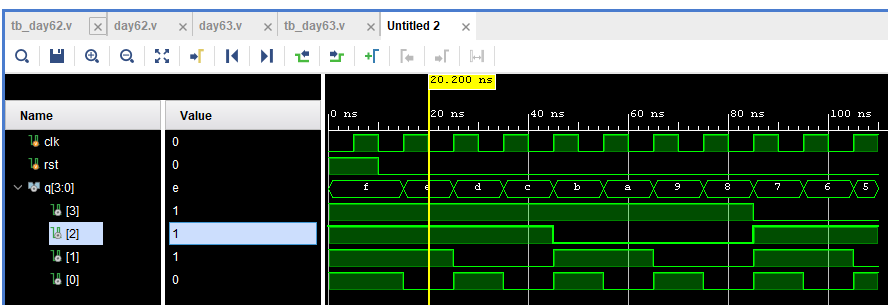 tb_day62.v day62.v day63.v tb_day63.v Untitled 2
20.200 ns
Name Value
0 ns 20 ns 40 ns 60 ns 80 ns 100 ns
clk 0
rst 0
q[3:0] e f e d c b a 9 8 7 6 5
[3] 1
[2] 1
[1] 1
[0] 0